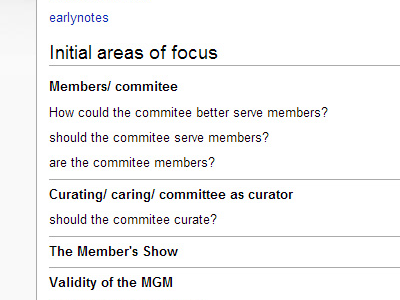 earlynotes
Initial areas of focus
Members/ commitee
How could the commitee better serve members?
should the commitee serve members?
are the commitee members?
Curating/ caring/ committee as curator
should the commitee curate?
The Member's Show
Validity of the MGM